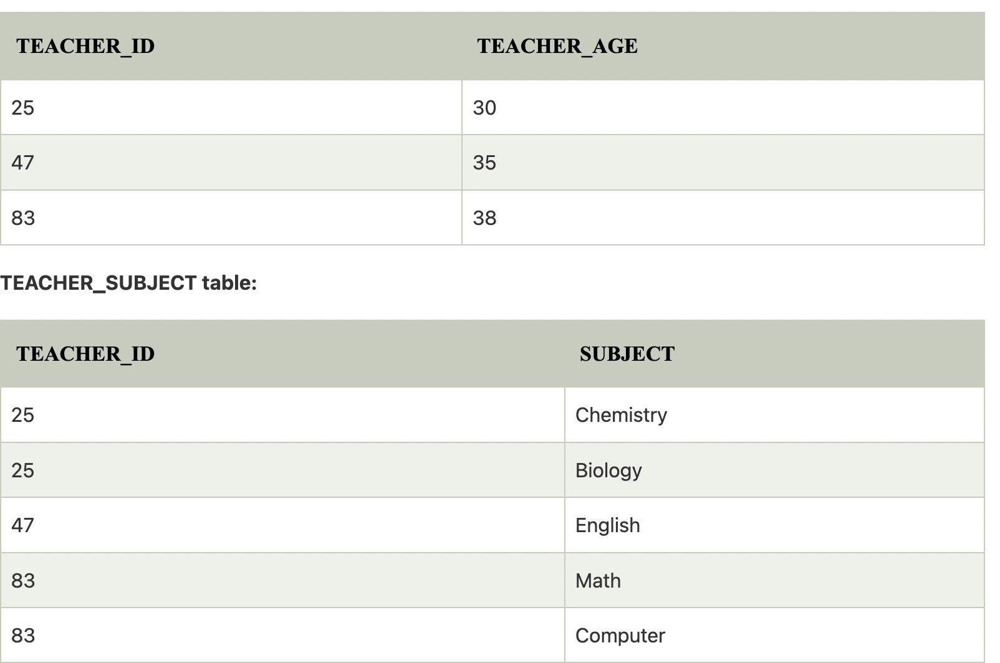 TEACHER_ID TEACHER_AGE
25 30
47 35
83 38
TEACHER_SUBJECT table:
TEACHER_ID SUBJECT
25 Chemistry
25 Biology
47 English
83 Math
83 Computer